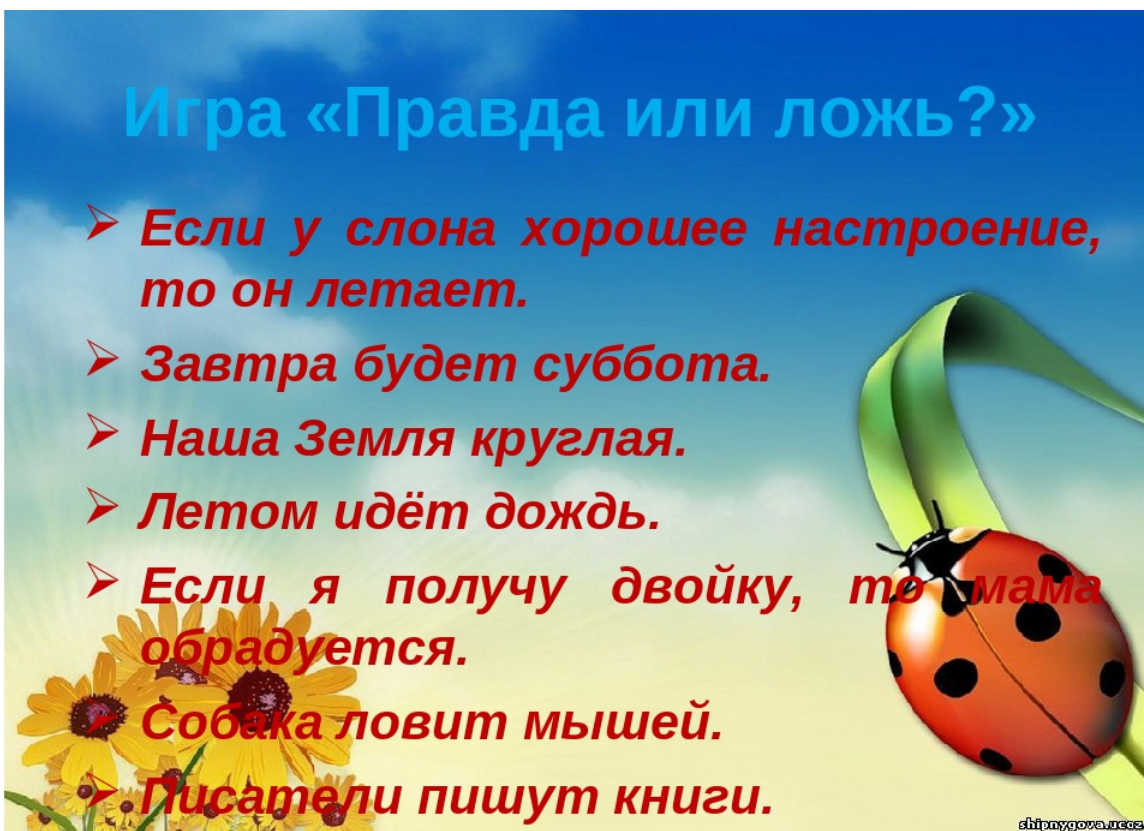 Игра «Правда или ложь?»
Если у слона хорошее настроение,
то он летает.
Завтра будет суббота.
Наша Земля круглая.
Летом идёт дождь.
Если я получу двойку, то мама
обрадуется.
Собака ловит мышей.
Писатели пишут книги.
shipnygova.ucoz